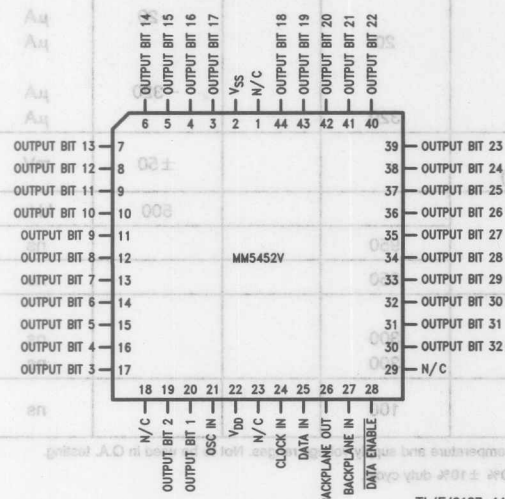 OUTPUT BIT 14
OUTPUT BIT 15
OUTPUT BIT 16
OUTPUT BIT 17
VSS
N/C
OUTPUT BIT 18
OUTPUT BIT 19
OUTPUT BIT 20
OUTPUT BIT 21
OUTPUT BIT 22
6 5 4 3 2 1 44 43 42 41 40
OUTPUT BIT 13 7
OUTPUT BIT 12 8
OUTPUT BIT 11 9
OUTPUT BIT 10 10
OUTPUT BIT 9 11
OUTPUT BIT 8 12
OUTPUT BIT 7 13
OUTPUT BIT 6 14
OUTPUT BIT 5 15
OUTPUT BIT 4 16
OUTPUT BIT 3 17
MM5452V
39 OUTPUT BIT 23
38 OUTPUT BIT 24
37 OUTPUT BIT 25
36 OUTPUT BIT 26
35 OUTPUT BIT 27
34 OUTPUT BIT 28
33 OUTPUT BIT 29
32 OUTPUT BIT 30
31 OUTPUT BIT 31
30 OUTPUT BIT 32
29 N/C
18 19 20 21 22 23 24 25 26 27 28
N/C
OUTPUT BIT 2
OUTPUT BIT 1
OSC IN
VDD
N/C
CLOCK IN
DATA IN
BACKPLANE OUT
BACKPLANE IN
DATA ENABLE